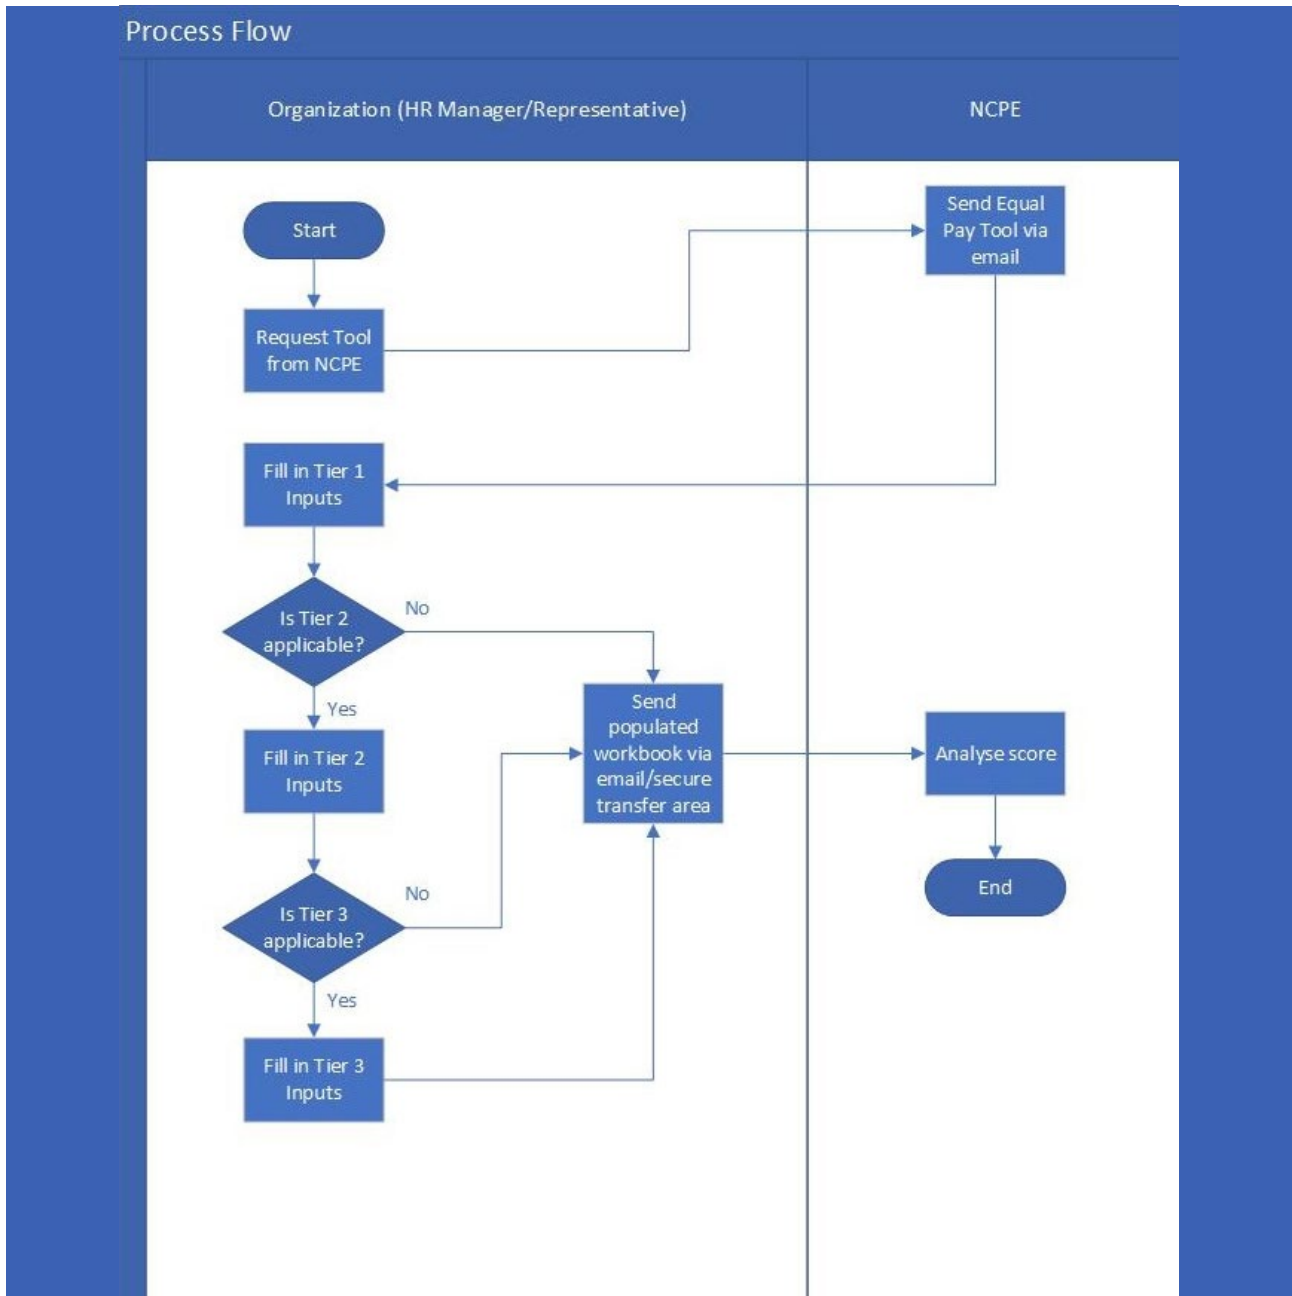 Process Flow
Organization (HR Manager/Representative)
NCPE
Start
Send Equal
Pay Tool via
email
Request Tool
from NCPE
Fill in Tier 1
Inputs
Is Tier 2
applicable?
No
Yes
Send
populated
workbook via
email/secure
transfer area
Fill in Tier 2
Inputs
Analyse score
Is Tier 3
applicable?
No
End
Yes
Fill in Tier 3
Inputs